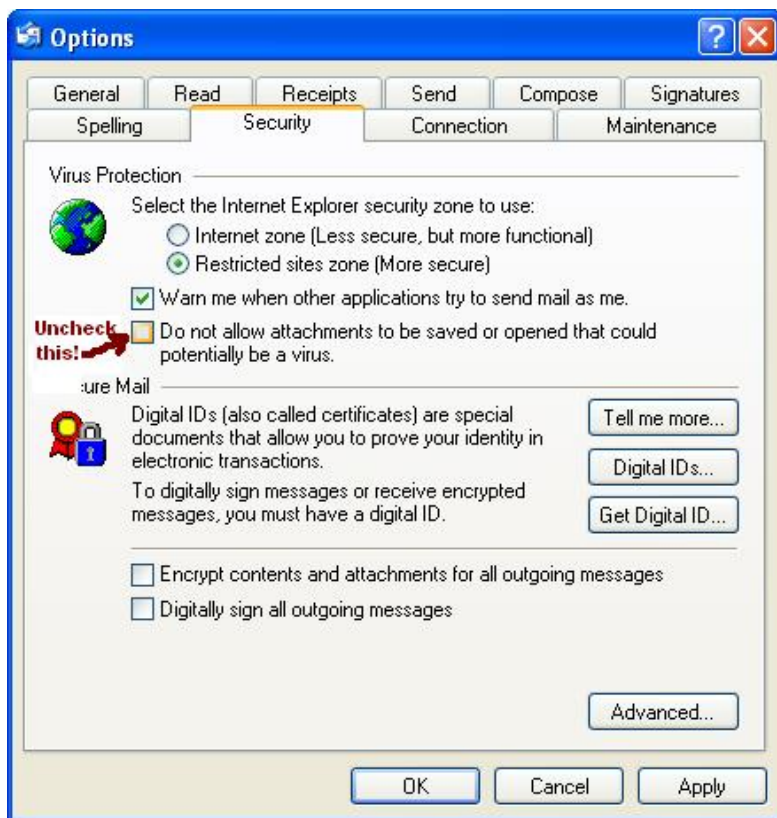 Options
General Read Receipts Send Compose Signatures
Spelling Security Connection Maintenance
Virus Protection
Select the Internet Explorer security zone to use:
Internet zone (Less secure, but more functional)
Restricted sites zone (More secure)
Warn me when other applications try to send mail as me.
Uncheck
this!
Do not allow attachments to be saved or opened that could
potentially be a virus.
:ure Mail
Digital IDs (also called certificates) are special
documents that allow you to prove your identity in
electronic transactions.
Tell me more...
Digital IDs...
To digitally sign messages or receive encrypted
messages, you must have a digital ID.
Get Digital ID...
Encrypt contents and attachments for all outgoing messages
Digitally sign all outgoing messages
Advanced...
OK Cancel Apply